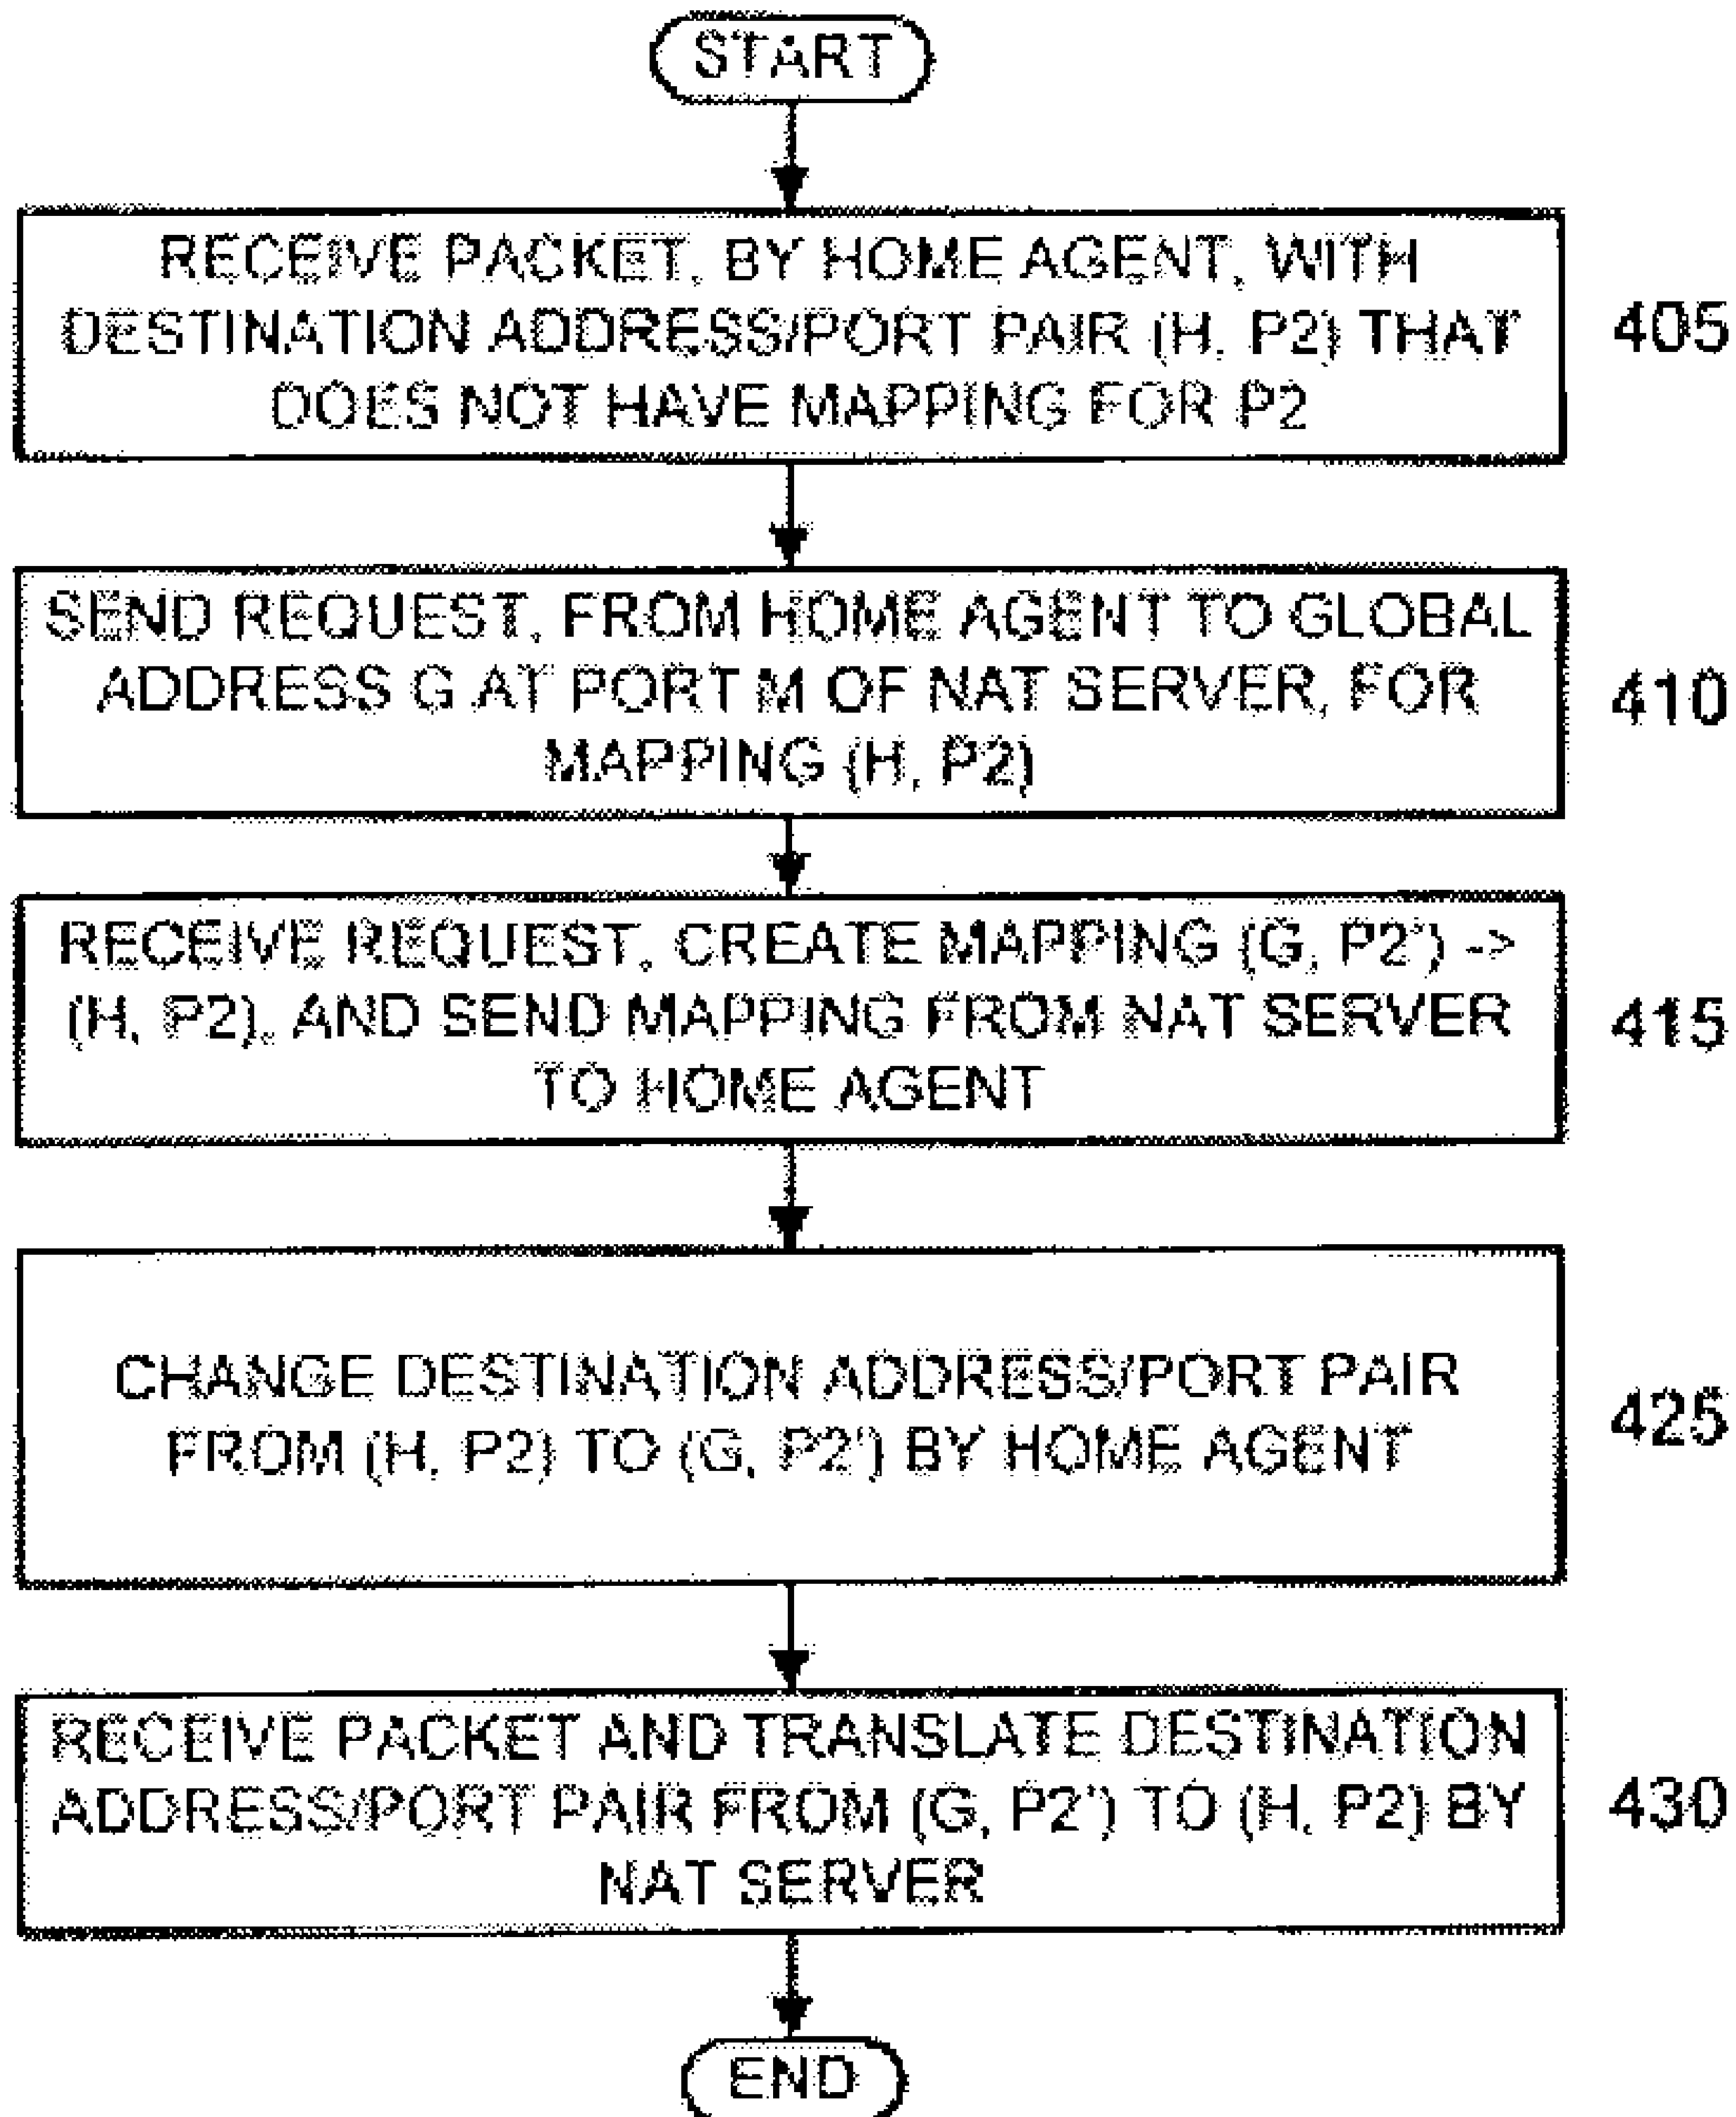 START
RECEIVE PACKET, BY HOME AGENT, WITH
DESTINATION ADDRESS/PORT PAIR (H, P2) THAT
DOES NOT HAVE MAPPING FOR P2
405
SEND REQUEST, FROM HOME AGENT TO GLOBAL
ADDRESS G AT PORT M OF NAT SERVER, FOR
MAPPING (H, P2)
410
RECEIVE REQUEST, CREATE MAPPING (G, P2') ->
(H, P2), AND SEND MAPPING FROM NAT SERVER
TO HOME AGENT
415
CHANGE DESTINATION ADDRESS/PORT PAIR
FROM (H, P2) TO (G, P2') BY HOME AGENT
425
RECEIVE PACKET AND TRANSLATE DESTINATION
ADDRESS/PORT PAIR FROM (G, P2') TO (H, P2) BY
NAT SERVER
430
END